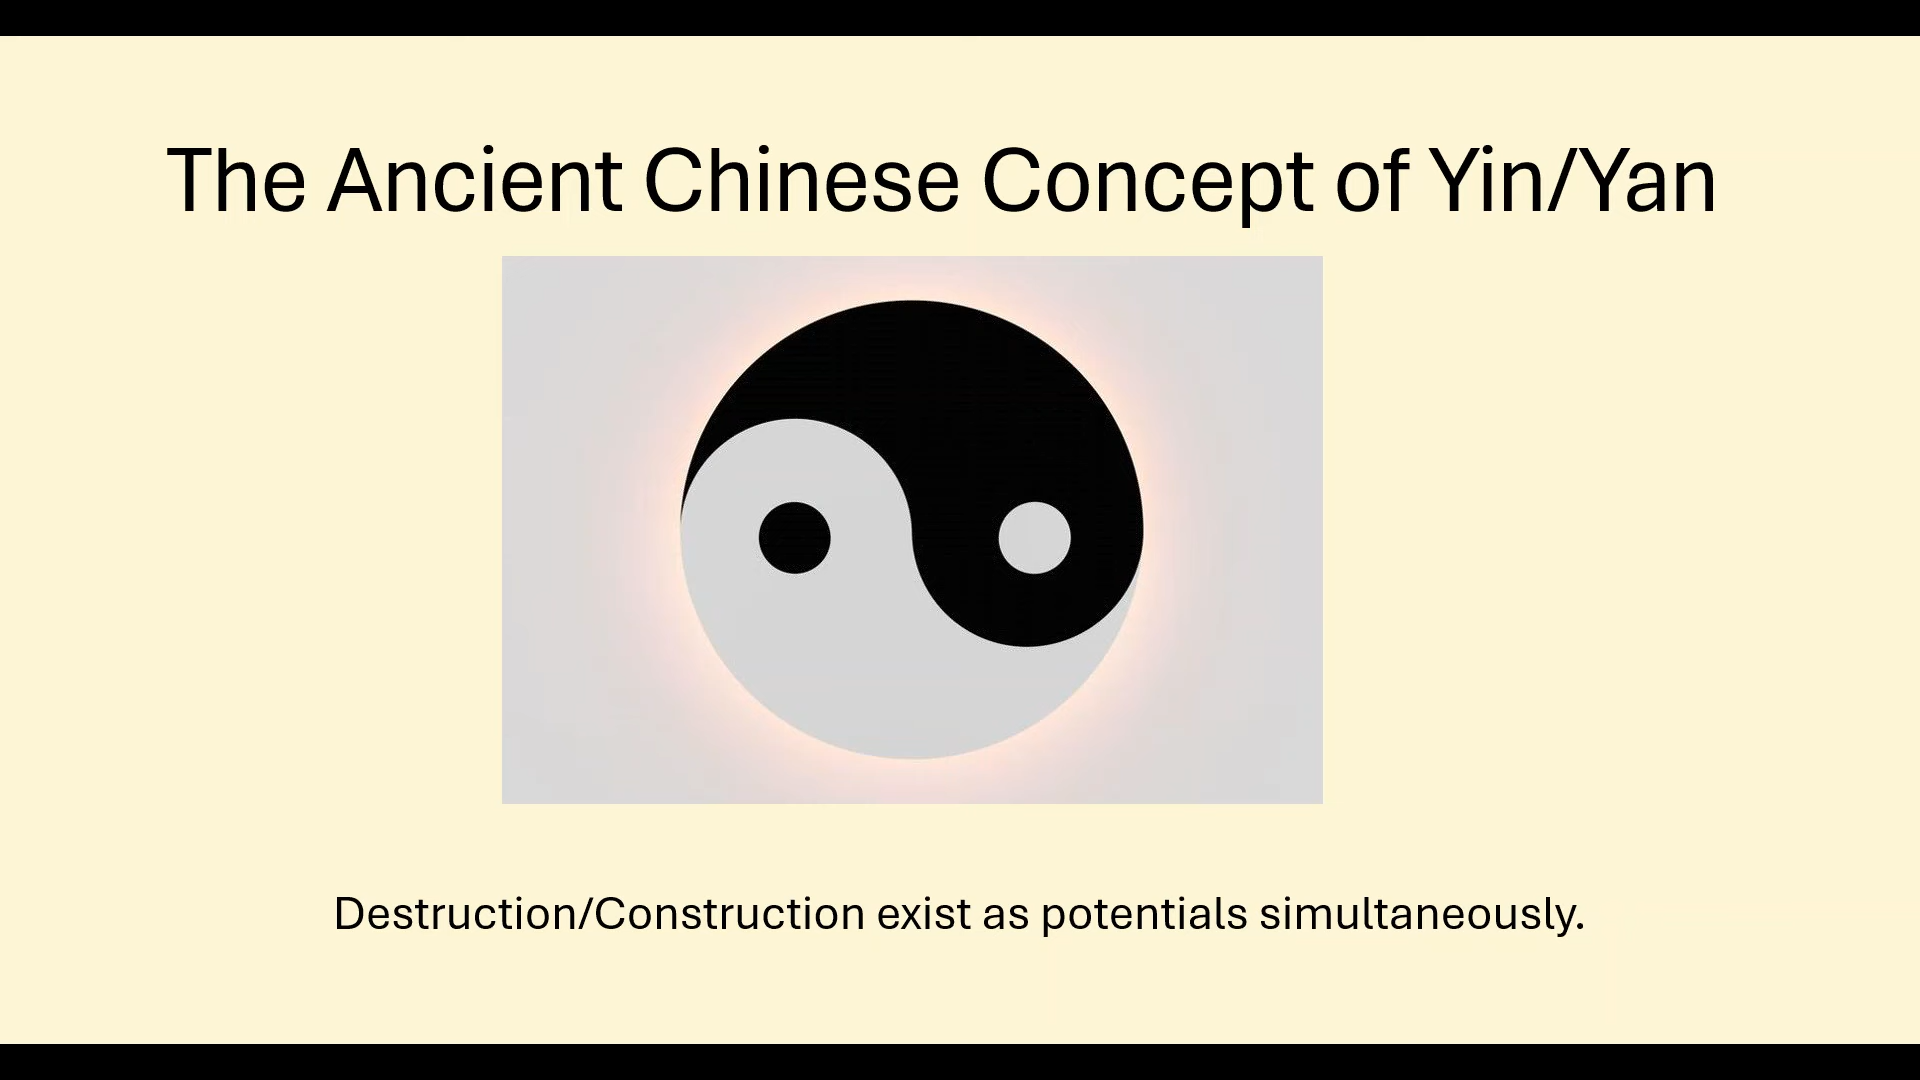 The Ancient Chinese Concept of Yin/Yan
Destruction/Construction exist as potentials simultaneously.